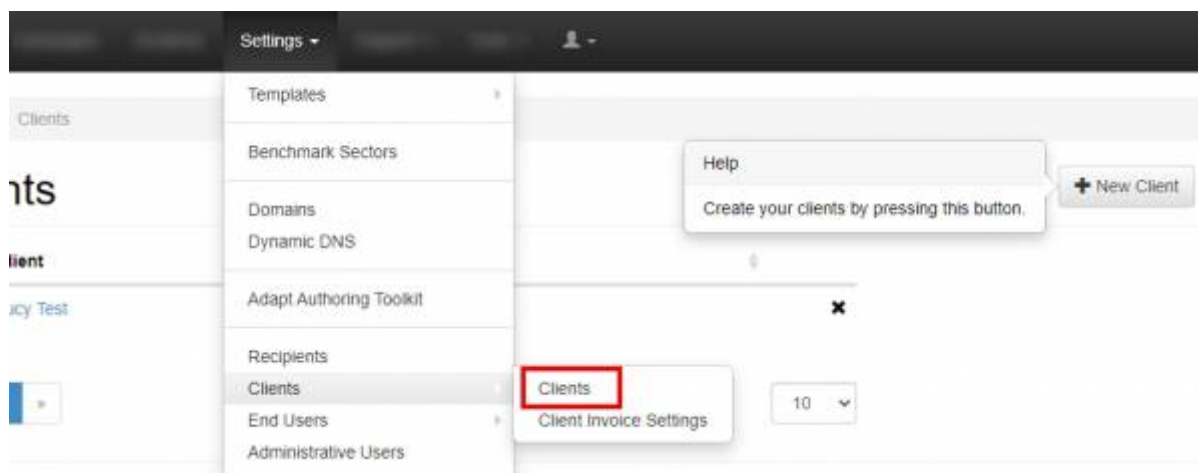 Settings
Templates
Clients
Benchmark Sectors
Help
nts
New Client
Create your clients by pressing this button.
Domains
Dynamic DNS
lient
Adapt Authoring Toolkit
ucy Test
Recipients
Clients
Clients
10
»
End Users
Client Invoice Settings
Administrative Users